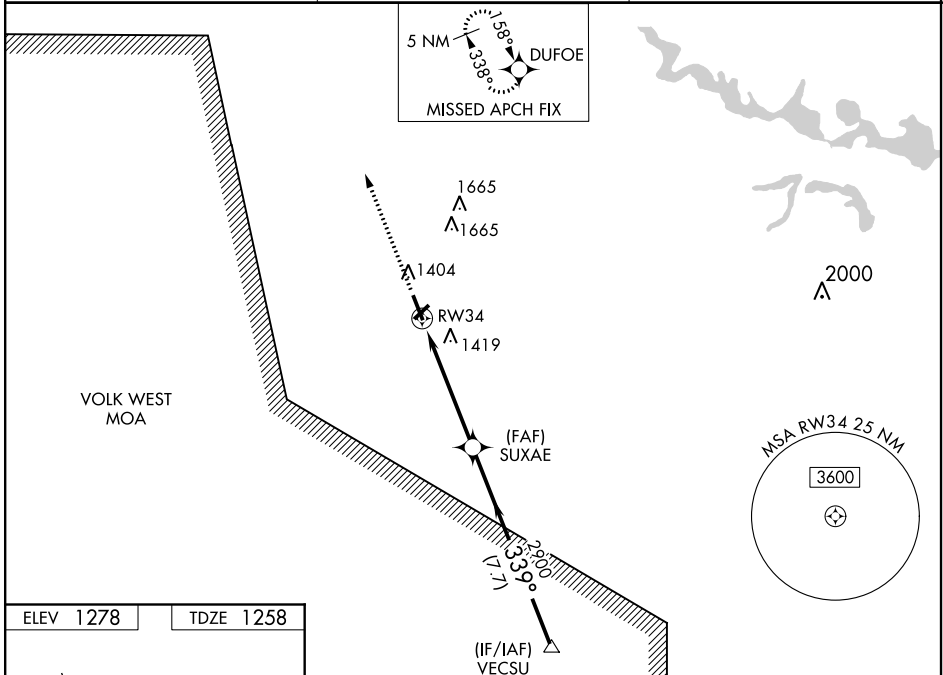 158°
5 NM
DUFOE
338°
MISSED APCH FIX
1665
1665
1404
2000
RW34
1419
VOLK WEST
MOA
(FAF)
SUXAE
MSA RW34 25 NM
3600
2900
339°
(7.7)
ELEV 1278
TDZE 1258
(IF/IAF)
VECSU